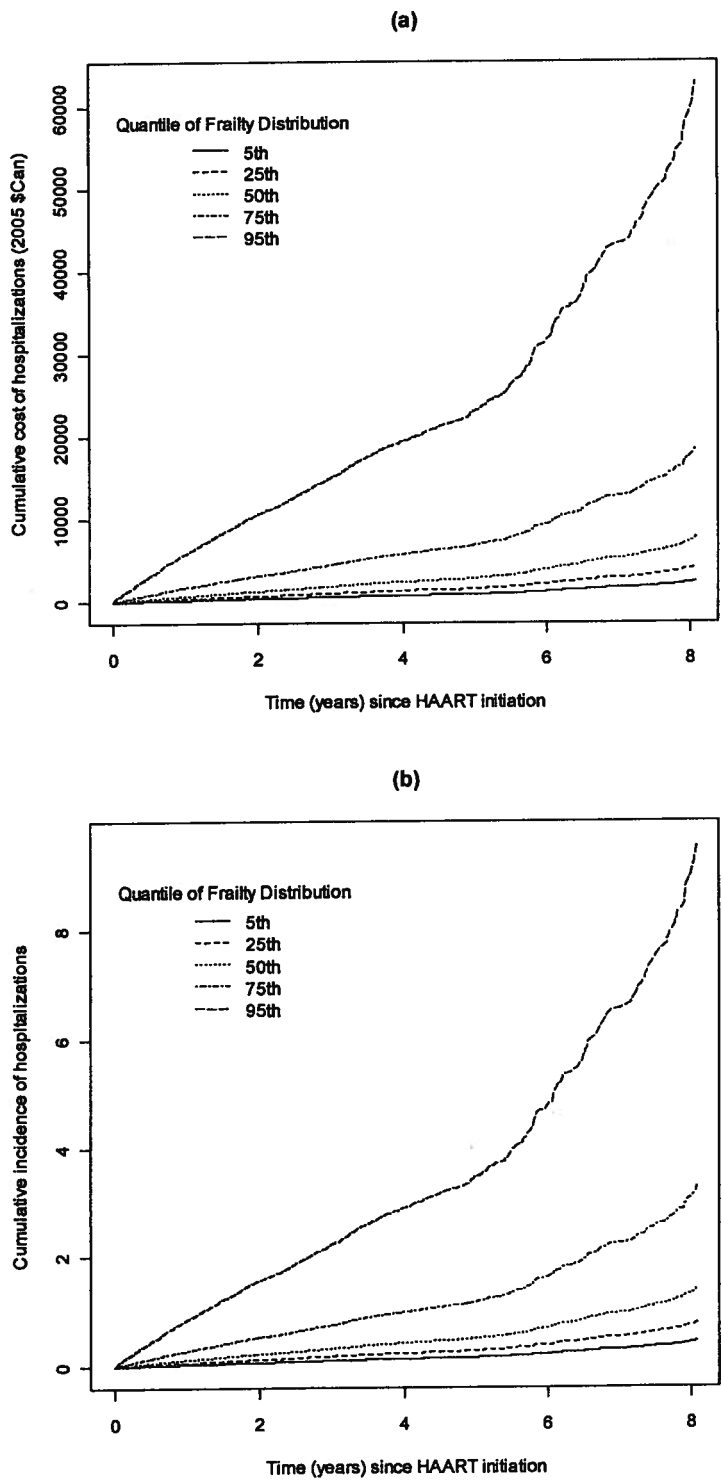 (a)
Cumulative cost of hospitalizations (2005 $Can)
60000
50000
40000
30000
20000
10000
0
Quantile of Frailty Distribution
5th
25th
50th
75th
95th
0 2 4 6 8
Time (years) since HAART initiation
(b)
Cumulative incidence of hospitalizations
8
6
4
2
0
Quantile of Frailty Distribution
5th
25th
50th
75th
95th
0 2 4 6 8
Time (years) since HAART initiation